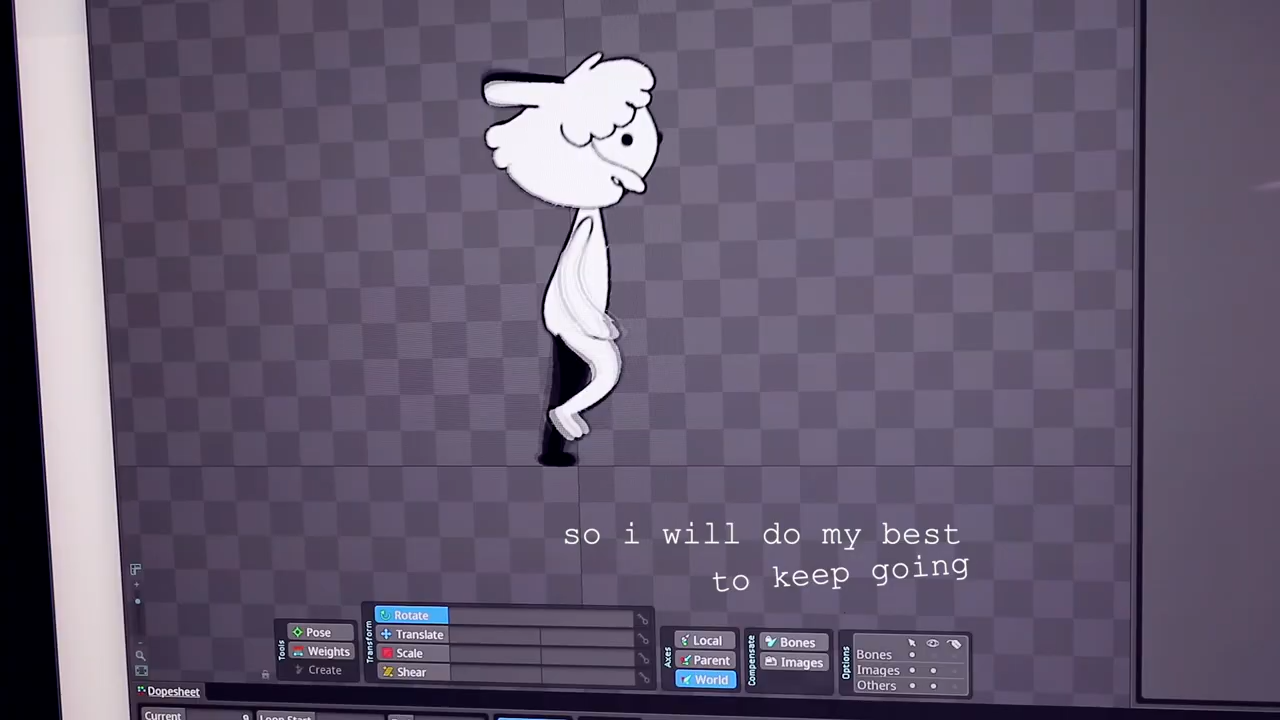 so i will do my best
to keep going
Tools
Pose
Weights
Create
Transform
Rotate
Translate
Scale
Shear
Axes
Local
Parent
World
Compensate
Bones
Images
Options
Bones
Images
Others
Dopesheet
Current
9
Loop Start